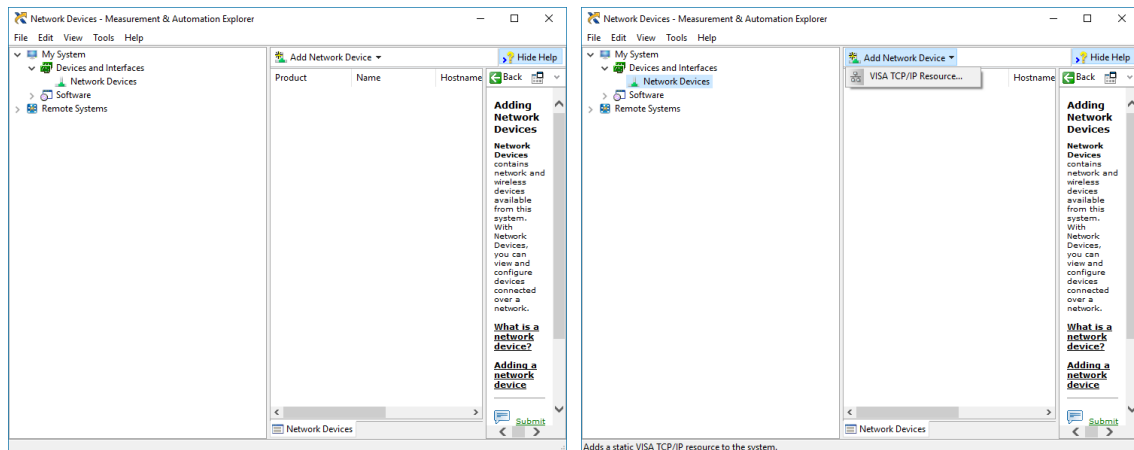 Network Devices - Measurement & Automation Explorer
File Edit View Tools Help
My System
Devices and Interfaces
Network Devices
Software
Remote Systems
Add Network Device
Hide Help
Product Name Hostname
Back
Adding
Network
Devices
Network
Devices
contains
network and
wireless
devices
available
from this
system.
With
Network
Devices,
you can
view and
configure
devices
connected
over a
network.
What is a
network
device?
Adding a
network
device
Submit
Network Devices
Network Devices - Measurement & Automation Explorer
File Edit View Tools Help
My System
Devices and Interfaces
Network Devices
Software
Remote Systems
Add Network Device
Hide Help
VISA TCP/IP Resource...
Hostname
Back
Adding
Network
Devices
Network
Devices
contains
network and
wireless
devices
available
from this
system.
With
Network
Devices,
you can
view and
configure
devices
connected
over a
network.
What is a
network
device?
Adding a
network
device
Submit
Network Devices
Adds a static VISA TCP/IP resource to the system.